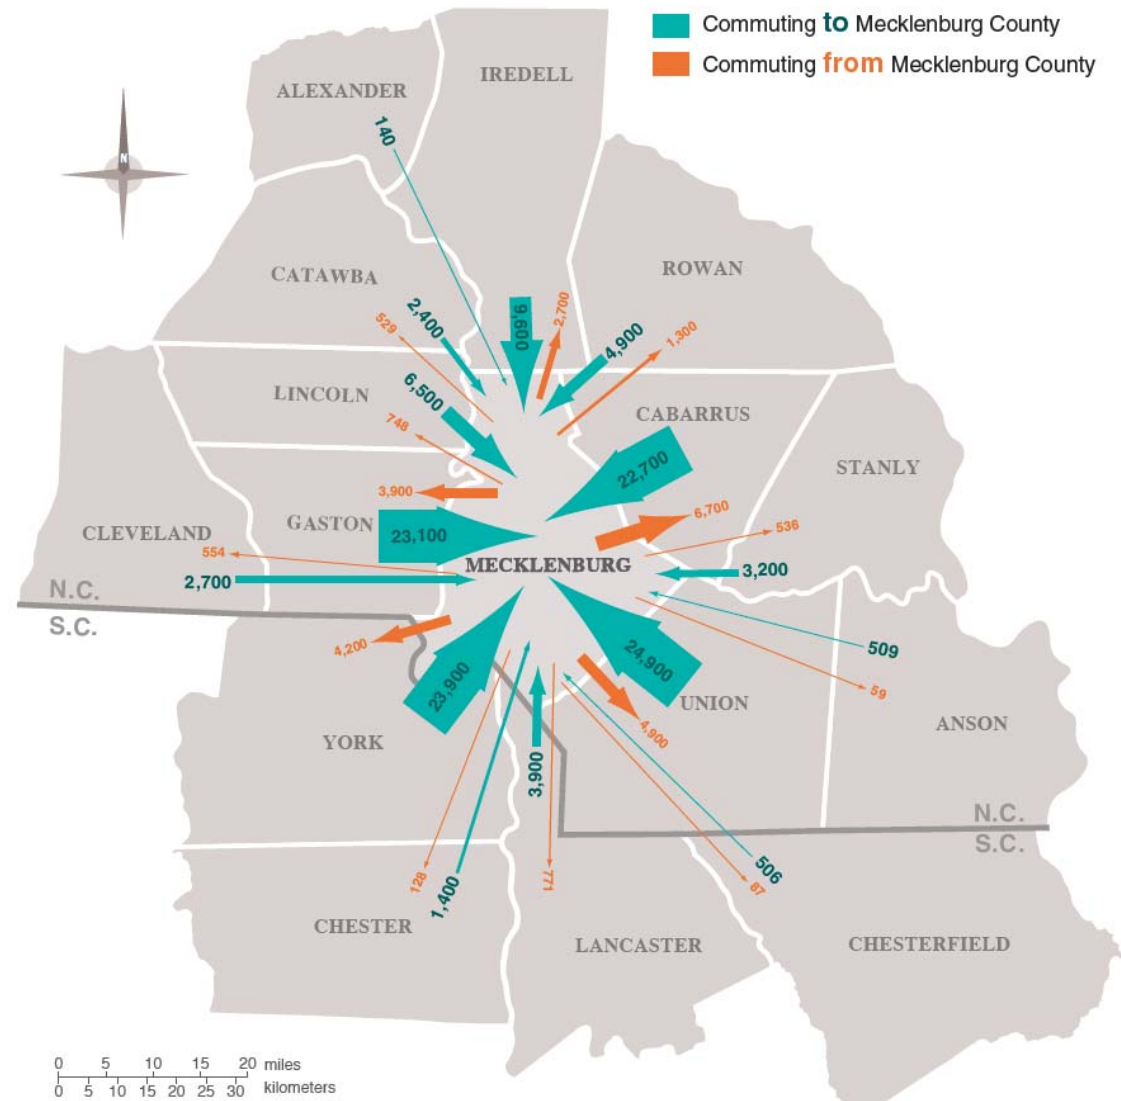 Commuting to Mecklenburg County
Commuting from Mecklenburg County
IREDELL
ALEXANDER
140
N
ROWAN
CATAWBA
9,600
2,700
2,400
529
4,900
1,300
LINCOLN
6,500
CABARRUS
748
22,700
STANLY
3,900
6,700
GASTON
23,100
536
CLEVELAND
554
MECKLENBURG
3,200
2,700
N.C.
S.C.
4,200
509
24,900
59
23,900
UNION
4,900
ANSON
YORK
3,900
N.C.
S.C.
506
87
128
1,400
771
CHESTER
LANCASTER
CHESTERFIELD
0 5 10 15 20 miles
0 5 10 15 20 25 30 kilometers